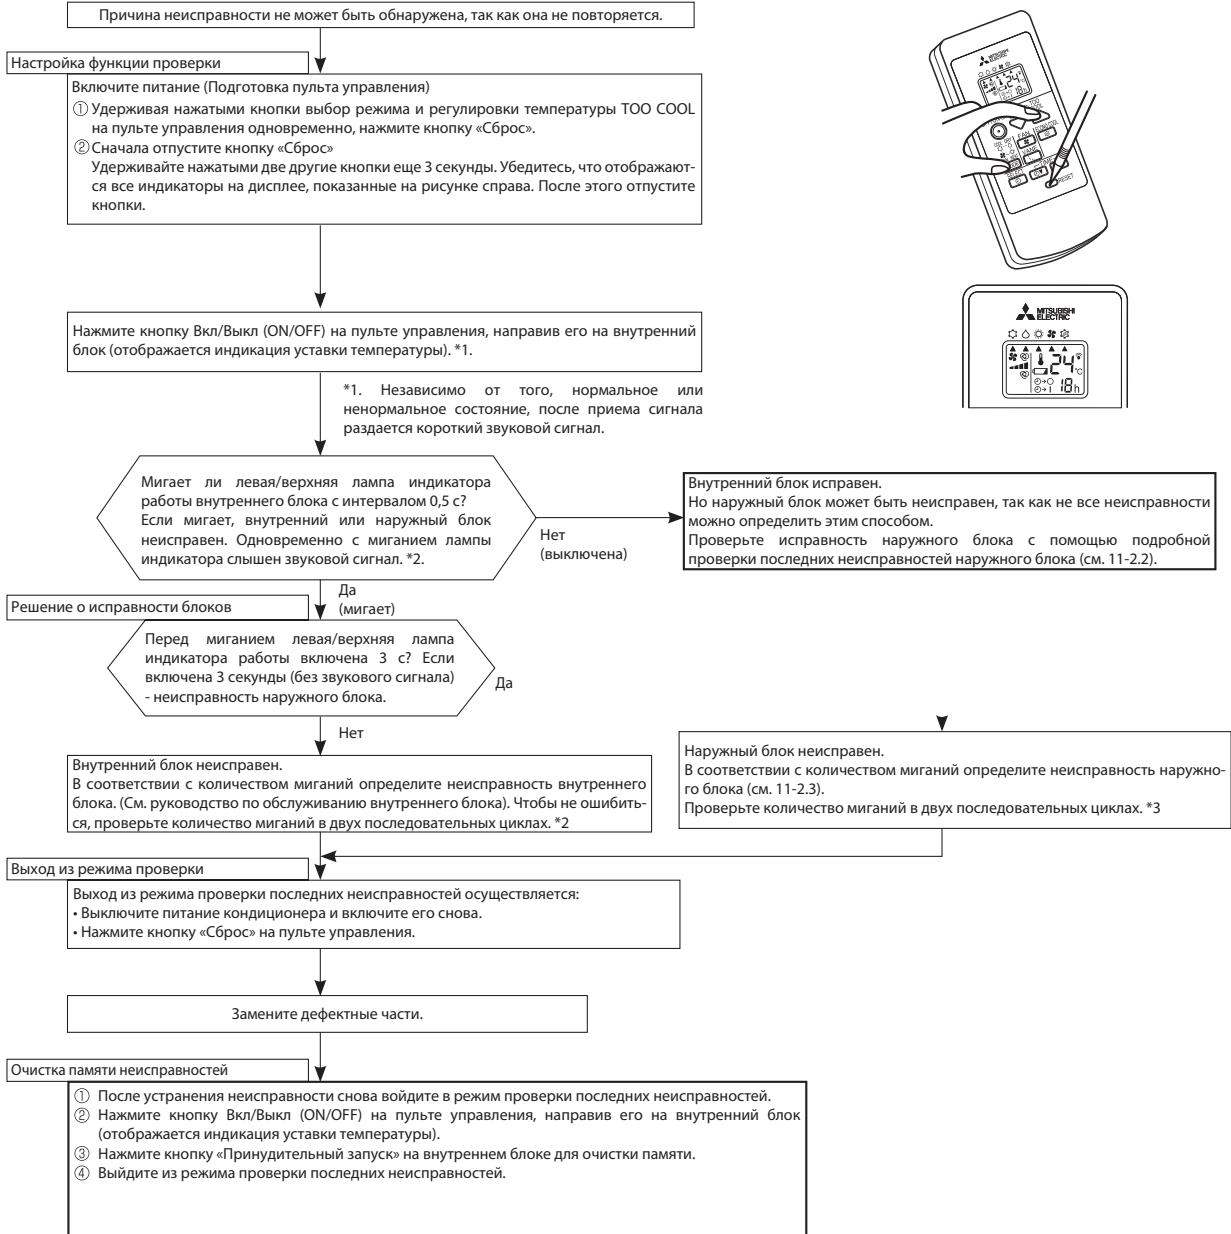 Причина неисправности не может быть обнаружена, так как она не повторяется.
Настройка функции проверки
Включите питание (Подготовка пульта управления)
① Удерживая нажатыми кнопки выбор режима и регулировки температуры TOO COOL
на пульте управления одновременно, нажмите кнопку «Сброс».
② Сначала отпустите кнопку «Сброс»
Удерживайте нажатыми две другие кнопки еще 3 секунды. Убедитесь, что отображают-
ся все индикаторы на дисплее, показанные на рисунке справа. После этого отпустите
кнопки.
MITSUBISHI
ELECTRIC
24
18h
TOO
COOL
FAN
ECONO COOL
VANE
RESET
Нажмите кнопку Вкл/Выкл (ON/OFF) на пульте управления, направив его на внутренний
блок (отображается индикация уставки температуры). *1.
MITSUBISHI
ELECTRIC
24 °C
18h
*1. Независимо от того, нормальное или
ненормальное состояние, после приема сигнала
раздается короткий звуковой сигнал.
Мигает ли левая/верхняя лампа индикатора
работы внутреннего блока с интервалом 0,5 с?
Если мигает, внутренний или наружный блок
неисправен. Одновременно с миганием лампы
индикатора слышен звуковой сигнал. *2.
Нет
(выключена)
Внутренний блок исправен.
Но наружный блок может быть неисправен, так как не все неисправности
можно определить этим способом.
Проверьте исправность наружного блока с помощью подробной
проверки последних неисправностей наружного блока (см. 11-2.2).
Да
(мигает)
Решение о исправности блоков
Перед миганием левая/верхняя лампа
индикатора работы включена 3 с? Если
включена 3 секунды (без звукового сигнала)
- неисправность наружного блока.
Да
Нет
Внутренний блок неисправен.
В соответствии с количеством миганий определите неисправность внутреннего
блока. (См. руководство по обслуживанию внутреннего блока). Чтобы не ошибить-
ся, проверьте количество миганий в двух последовательных циклах. *2
Наружный блок неисправен.
В соответствии с количеством миганий определите неисправность наружно-
го блока (см. 11-2.3).
Проверьте количество миганий в двух последовательных циклах. *3
Выход из режима проверки
Выход из режима проверки последних неисправностей осуществляется:
• Выключите питание кондиционера и включите его снова.
• Нажмите кнопку «Сброс» на пульте управления.
Замените дефектные части.
Очистка памяти неисправностей
① После устранения неисправности снова войдите в режим проверки последних неисправностей.
② Нажмите кнопку Вкл/Выкл (ON/OFF) на пульте управления, направив его на внутренний блок
(отображается индикация уставки температуры).
③ Нажмите кнопку «Принудительный запуск» на внутреннем блоке для очистки памяти.
④ Выйдите из режима проверки последних неисправностей.